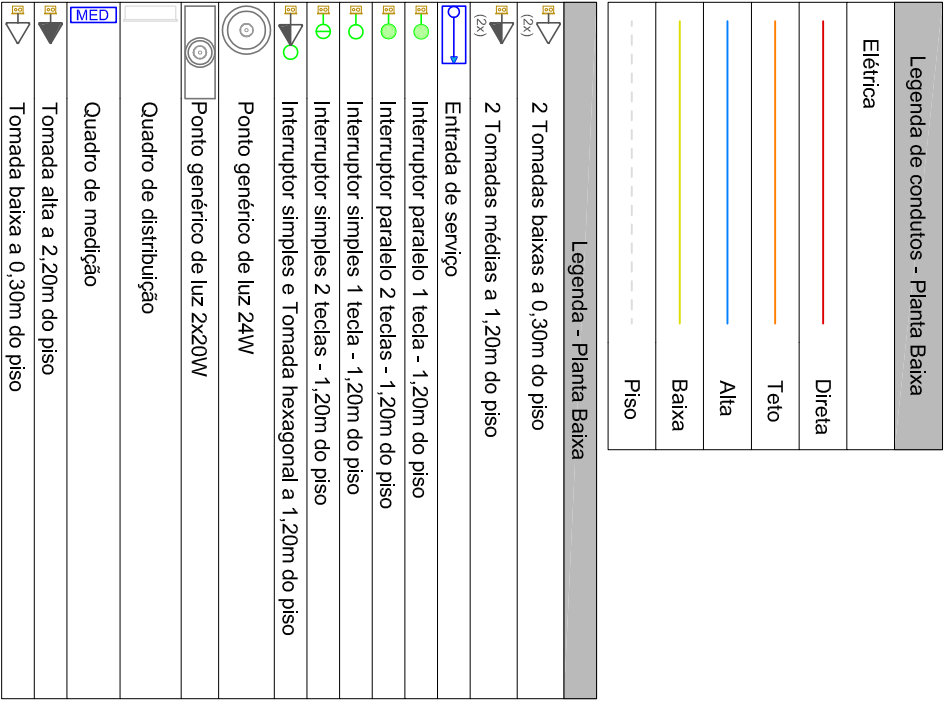 Legenda de condutos - Planta Baixa
Elétrica
Direta
Teto
Alta
Baixa
Piso
Legenda - Planta Baixa
(2x) 2 Tomadas baixas a 0,30m do piso
(2x) 2 Tomadas médias a 1,20m do piso
Entrada de serviço
Interruptor paralelo 1 tecla - 1,20m do piso
Interruptor paralelo 2 teclas - 1,20m do piso
Interruptor simples 1 tecla - 1,20m do piso
Interruptor simples 2 teclas - 1,20m do piso
Interruptor simples e Tomada hexagonal a 1,20m do piso
Ponto genérico de luz 24W
Ponto genérico de luz 2x20W
Quadro de distribuição
MED Quadro de medição
Tomada alta a 2,20m do piso
Tomada baixa a 0,30m do piso